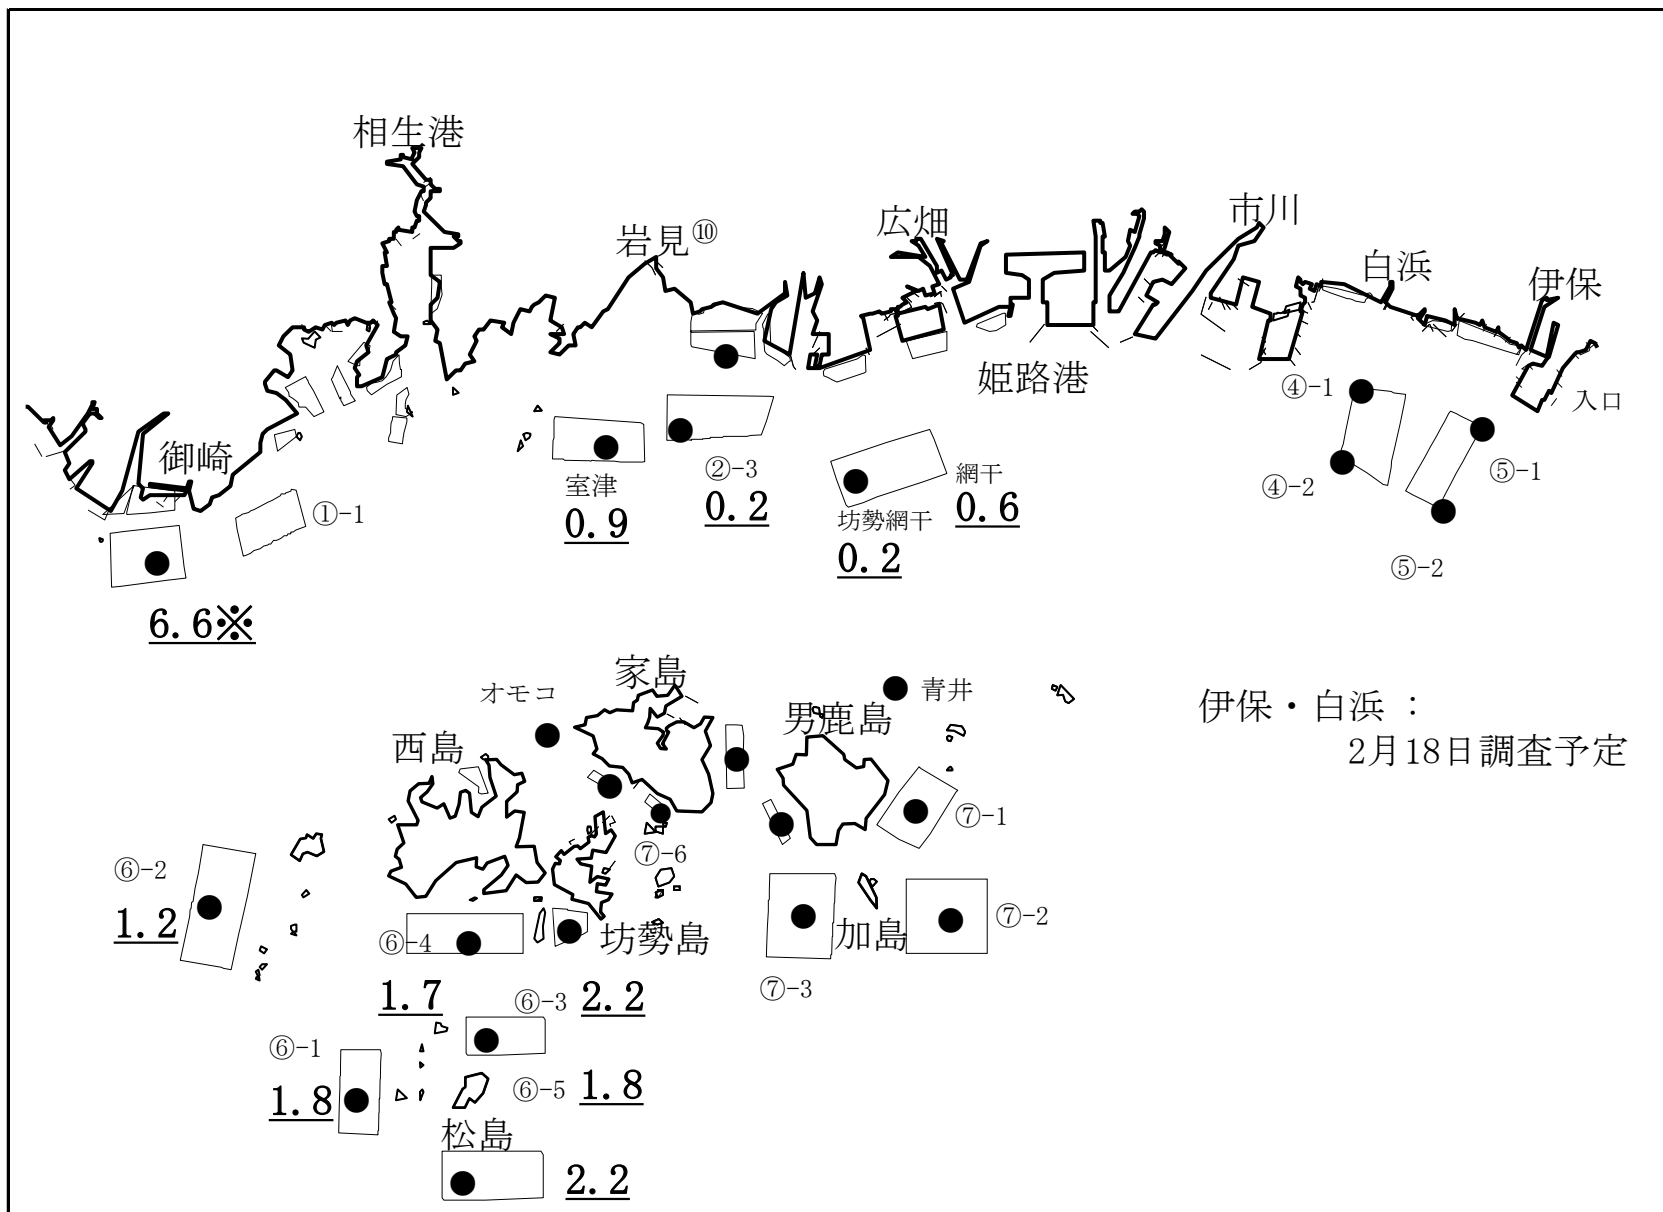 相生港
岩見⑩
広畑
市川
白浜
伊保
姫路港
④-1
入口
御崎
①-1
室津
0.9
②-3
0.2
網干
0.6
坊勢網干
0.2
④-2
⑤-1
⑤-2
6.6※
オモコ
家島
青井
男鹿島
西島
伊保・白浜 :
2月18日調査予定
⑦-1
⑦-6
⑥-2
1.2
⑥-4
坊勢島
加島
⑦-2
⑦-3
1.7
⑥-3
2.2
⑥-1
1.8
⑥-5
1.8
松島
2.2